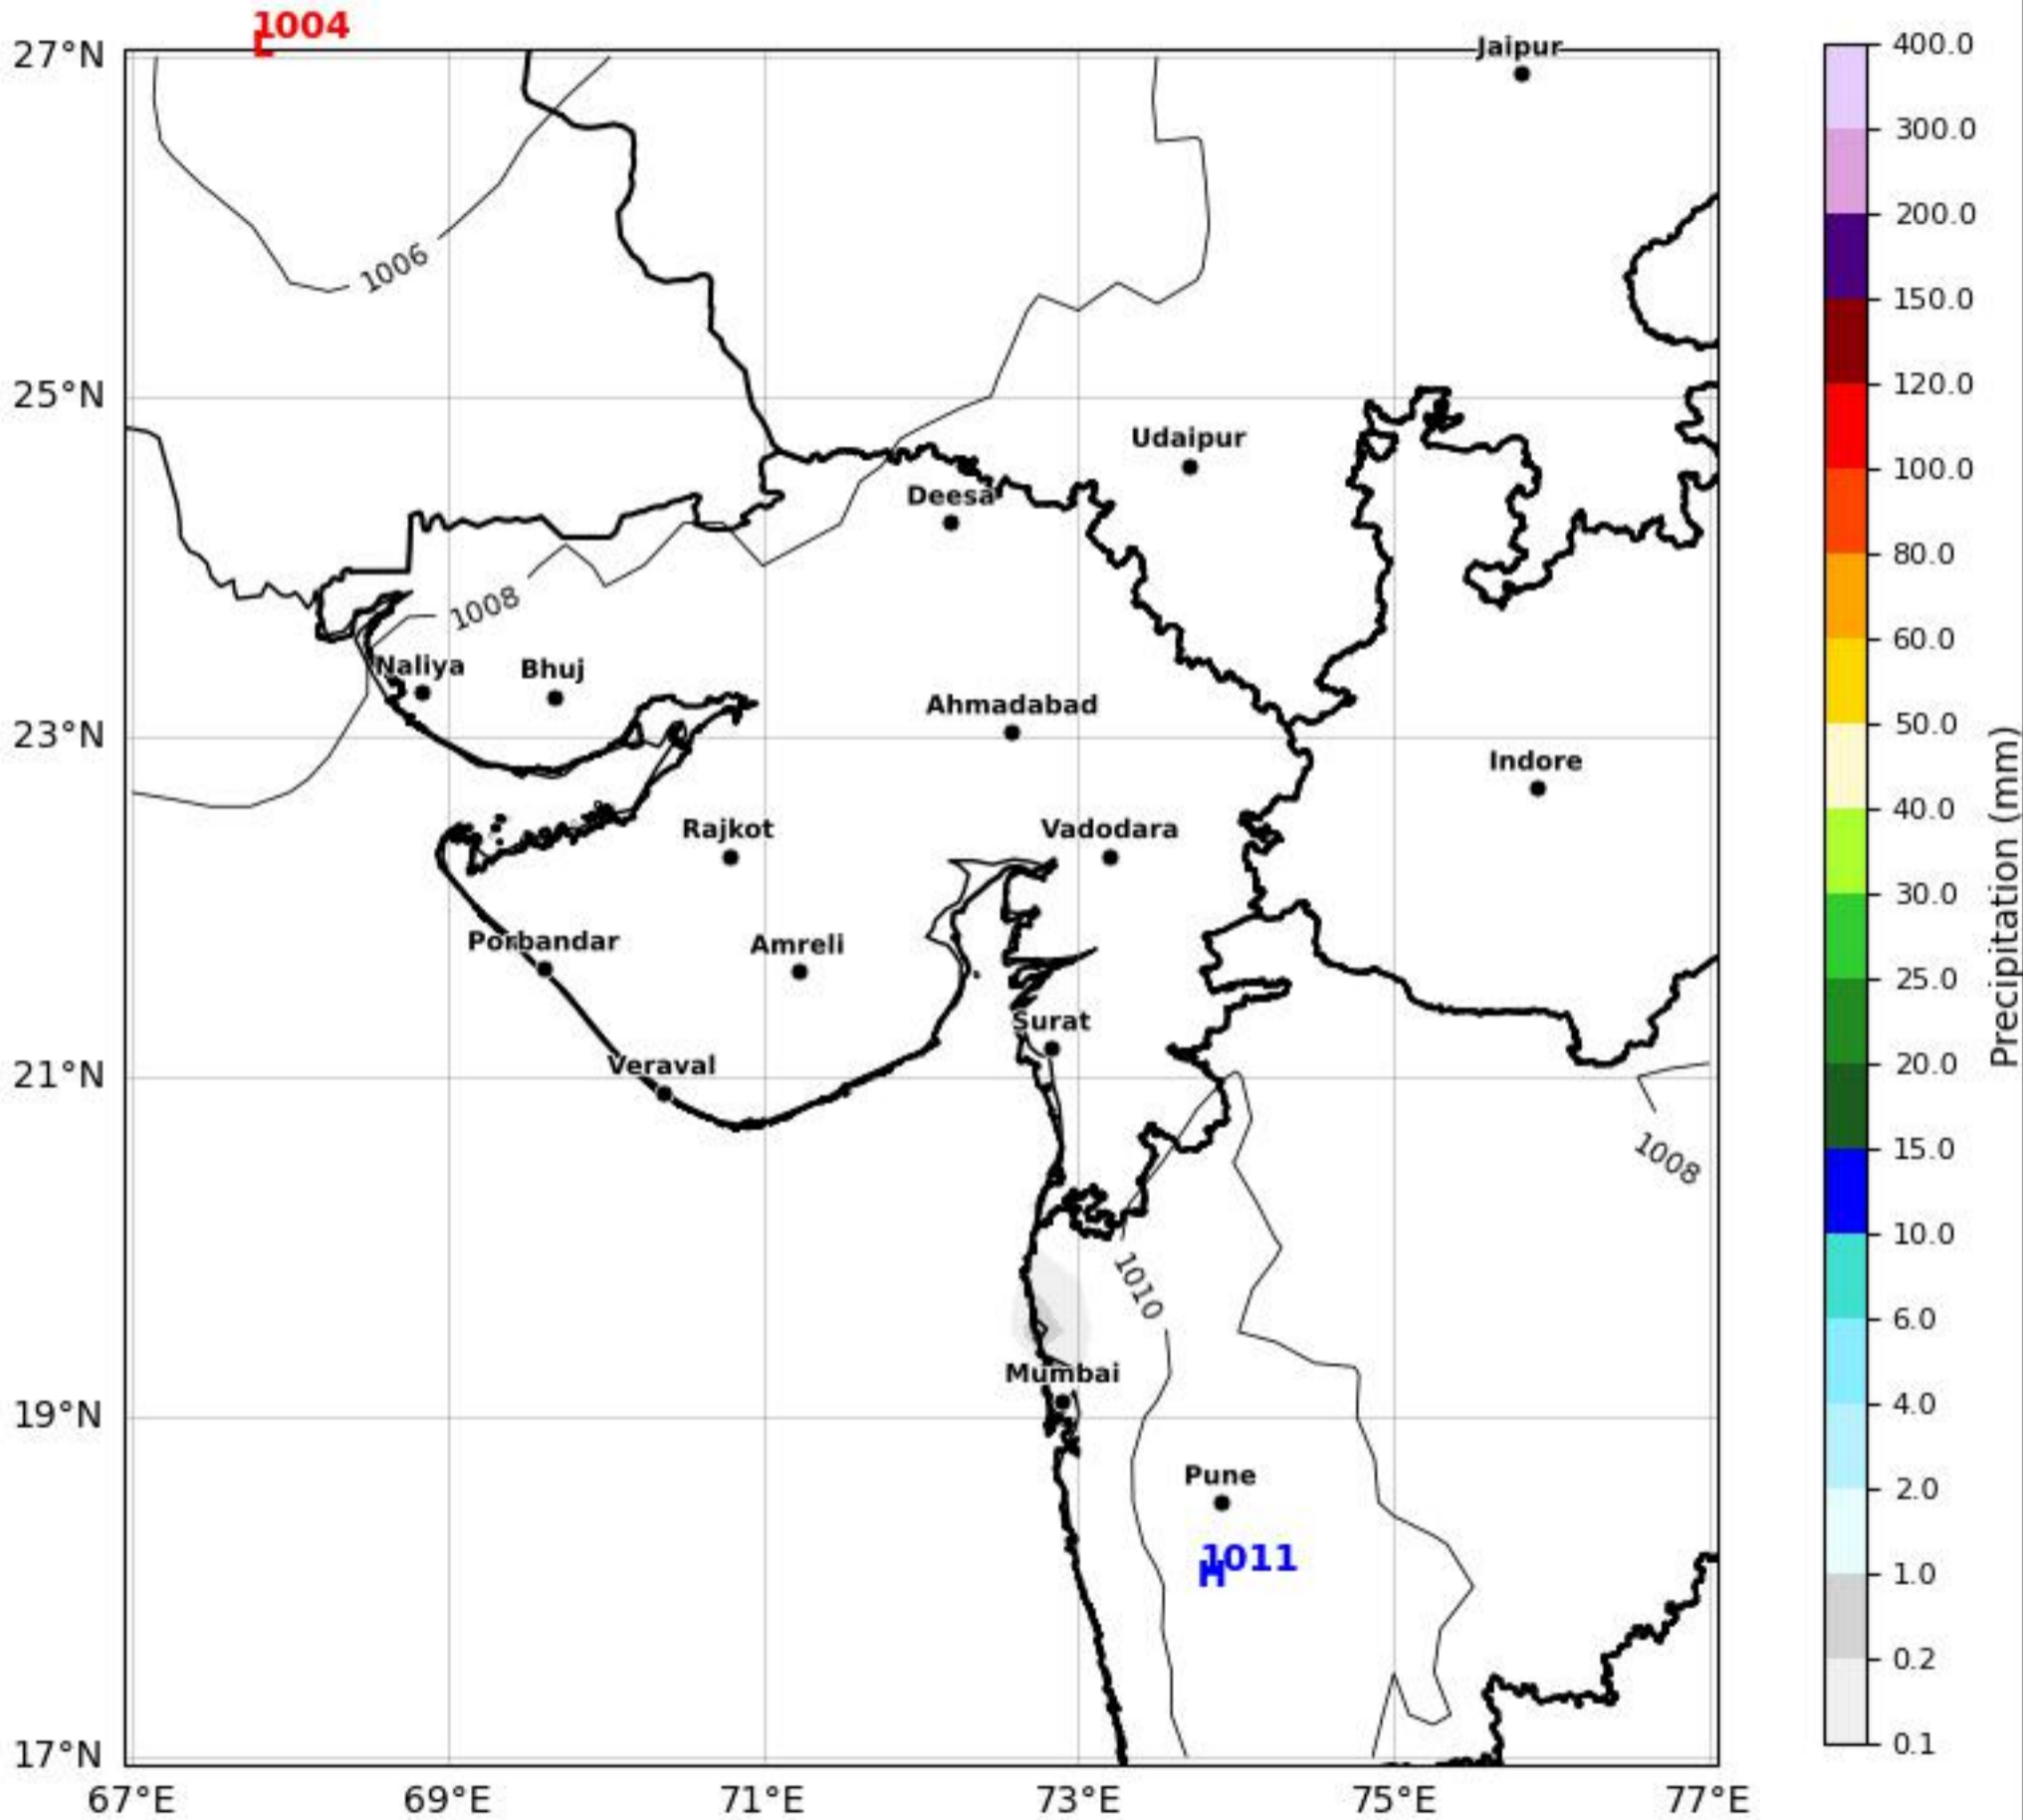 1004
L
27°N
Jaipur
400.0
300.0
1006
200.0
150.0
25°N
120.0
Udaipur
100.0
Deesa
80.0
1008
60.0
Naliya
Bhuj
Ahmadabad
23°N
50.0
Indore
40.0
Rajkot
Vadodara
30.0
Porbandar
Amreli
25.0
Precipitation (mm)
Surat
20.0
Veraval
21°N
15.0
1008
10.0
1010
6.0
Mumbai
4.0
19°N
Pune
2.0
1011
H
1.0
0.2
0.1
17°N
67°E 69°E 71°E 73°E 75°E 77°E